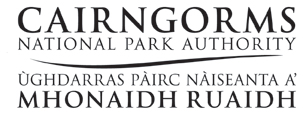 CAIRNGORMS
NATIONAL PARK AUTHORITY
ÙGHDARRAS PÀIRC NÀISEANTA A'
MHONAIDH RUAIDH